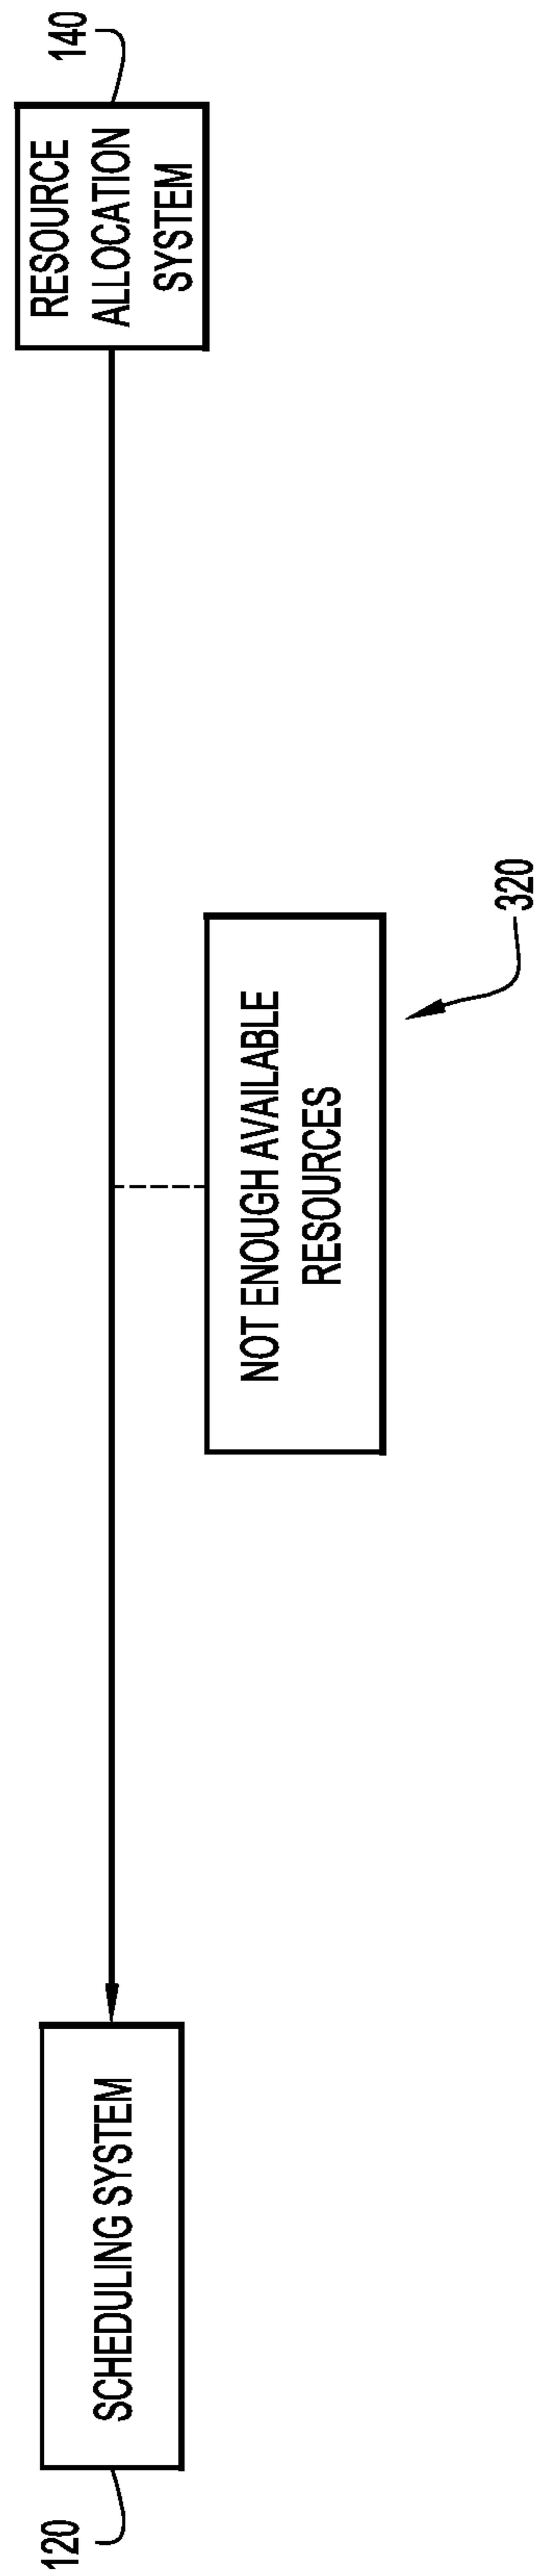 120
SCHEDULING SYSTEM
NOT ENOUGH AVAILABLE
RESOURCES
320
RESOURCE
ALLOCATION
SYSTEM
140